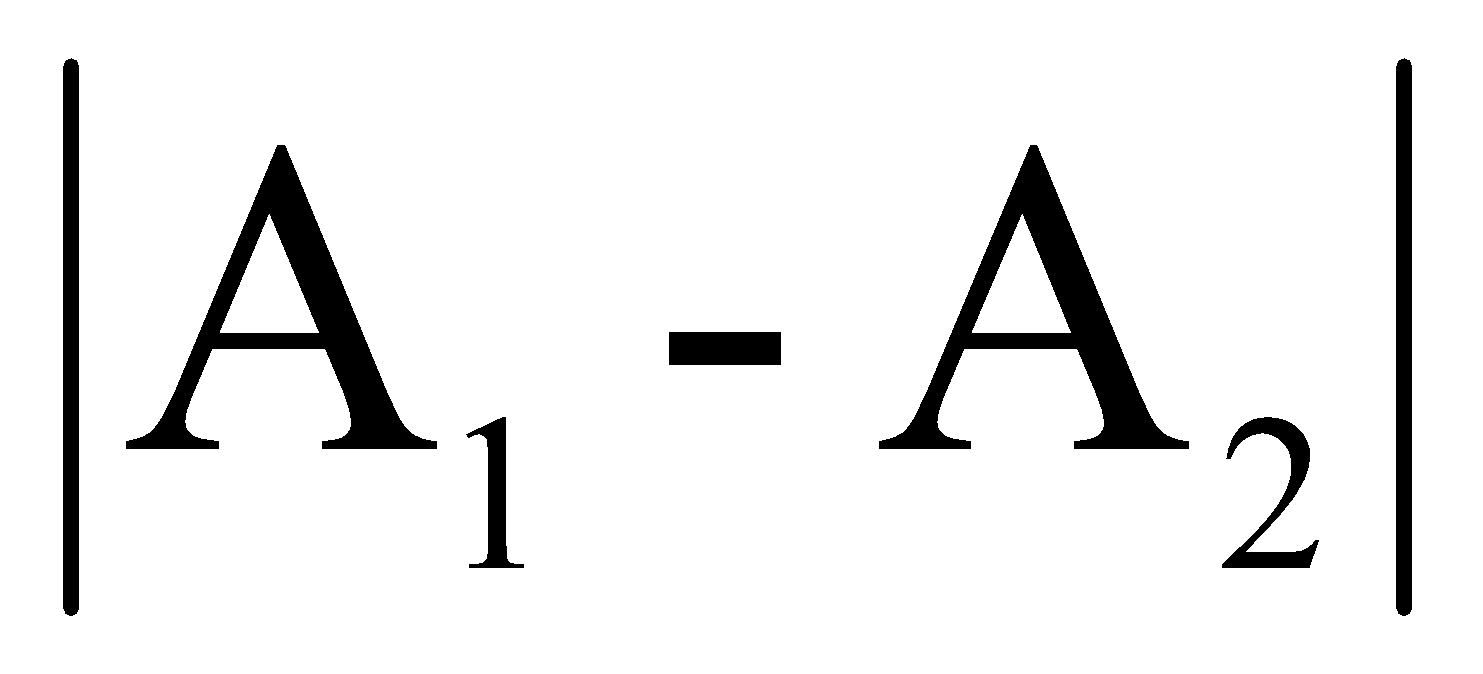 |A₁ - A₂|